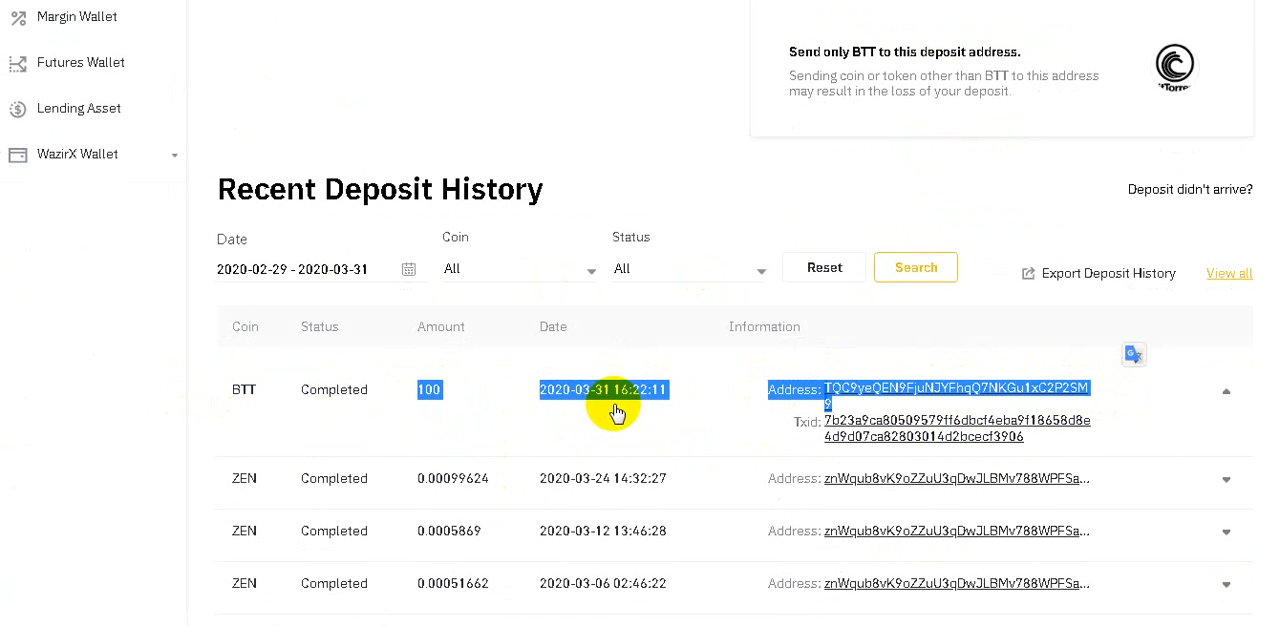 Margin Wallet
Futures Wallet
Lending Asset
WazirX Wallet
Send only BTT to this deposit address.
Sending coin or token other than BTT to this address
may result in the loss of your deposit.
Recent Deposit History
Deposit didn't arrive?
Date
Coin
Status
2020-02-29 - 2020-03-31
All
All
Reset
Search
Export Deposit History
View all
Coin Status Amount Date Information
BTT Completed 100 2020-03-31 16:22:11 Address: TQC9yeQEN9FjuNJYFhqQ7NKGu1xC2P2SM
9
Txid: 7b23a9ca80509579ff6dbcf4eba9f18658d8e
4d9d07ca82803014d2bcecf3906
ZEN Completed 0.00099624 2020-03-24 14:32:27 Address: znWqub8vK9oZZuU3qDwJLBMv788WPFSa...
ZEN Completed 0.0005869 2020-03-12 13:46:28 Address: znWqub8vK9oZZuU3qDwJLBMv788WPFSa...
ZEN Completed 0.00051662 2020-03-06 02:46:22 Address: znWqub8vK9oZZuU3qDwJLBMv788WPFSa...